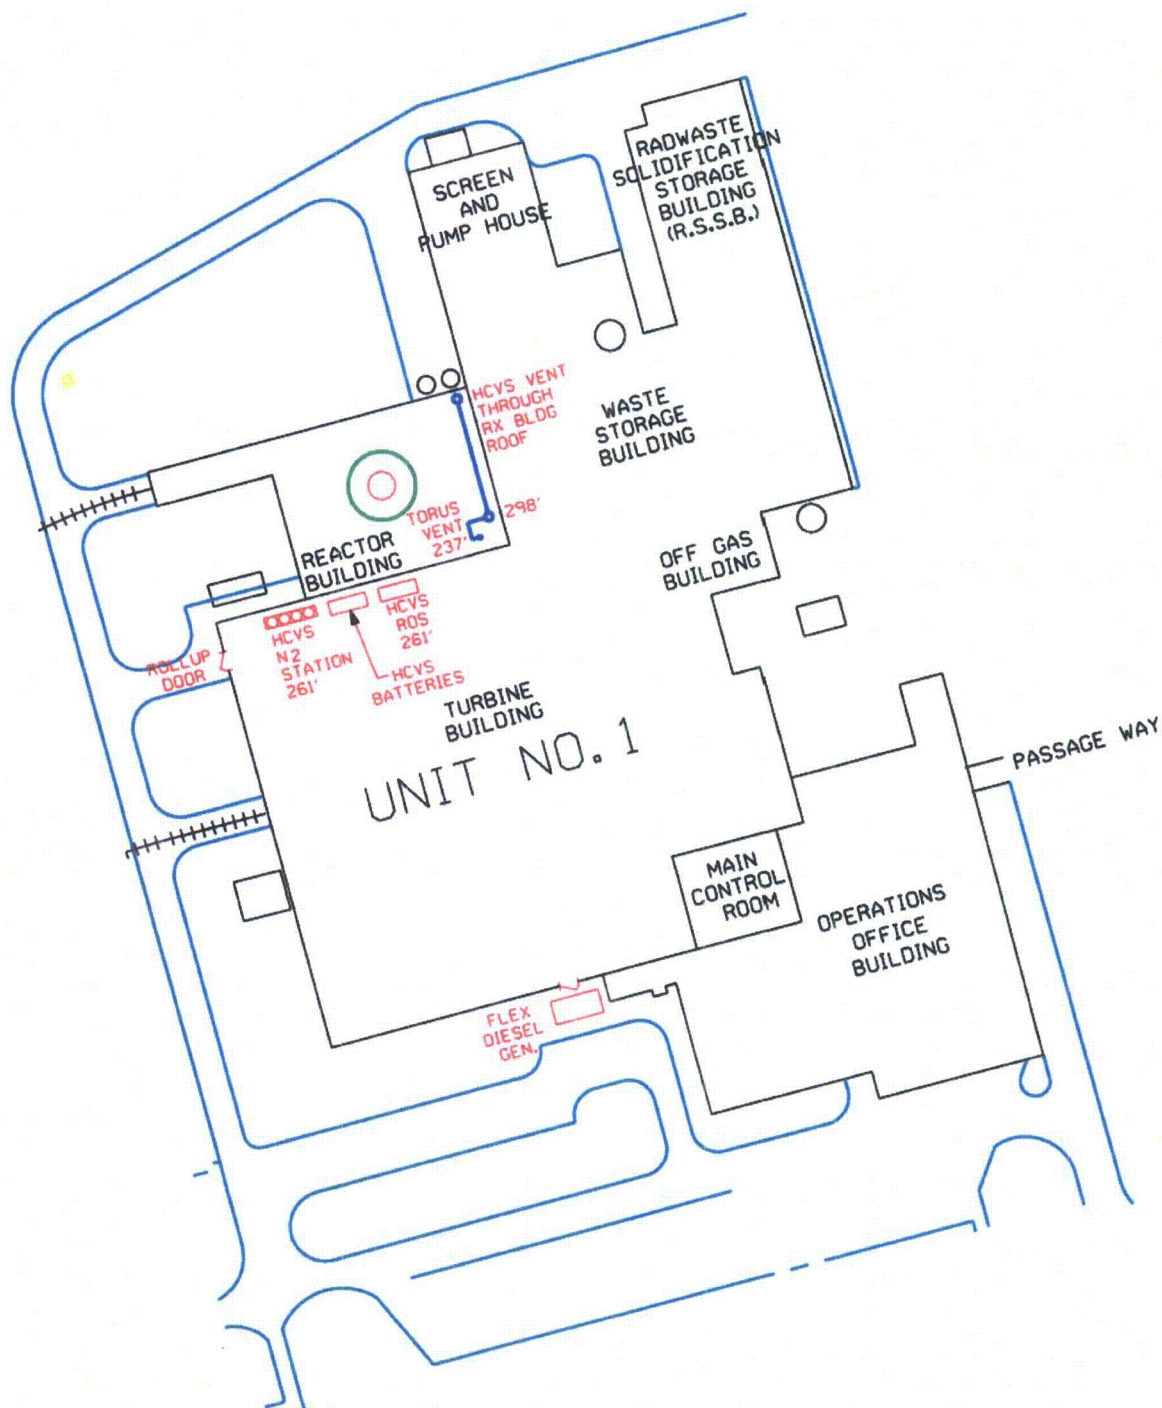 RADWASTE
SOLIDIFICATION
STORAGE
BUILDING
(R.S.S.B.)
SCREEN
AND
PUMP HOUSE
HCVS VENT
THROUGH
RX BLDG
ROOF
WASTE
STORAGE
BUILDING
TORUS
VENT
237'
298'
REACTOR
BUILDING
OFF GAS
BUILDING
HCVS
N2
STATION
261'
HCVS
ROS
261'
HCVS
BATTERIES
ROLLUP
DOOR
TURBINE
BUILDING
UNIT NO. 1
PASSAGE WAY
MAIN
CONTROL
ROOM
OPERATIONS
OFFICE
BUILDING
FLEX
DIESEL
GEN.